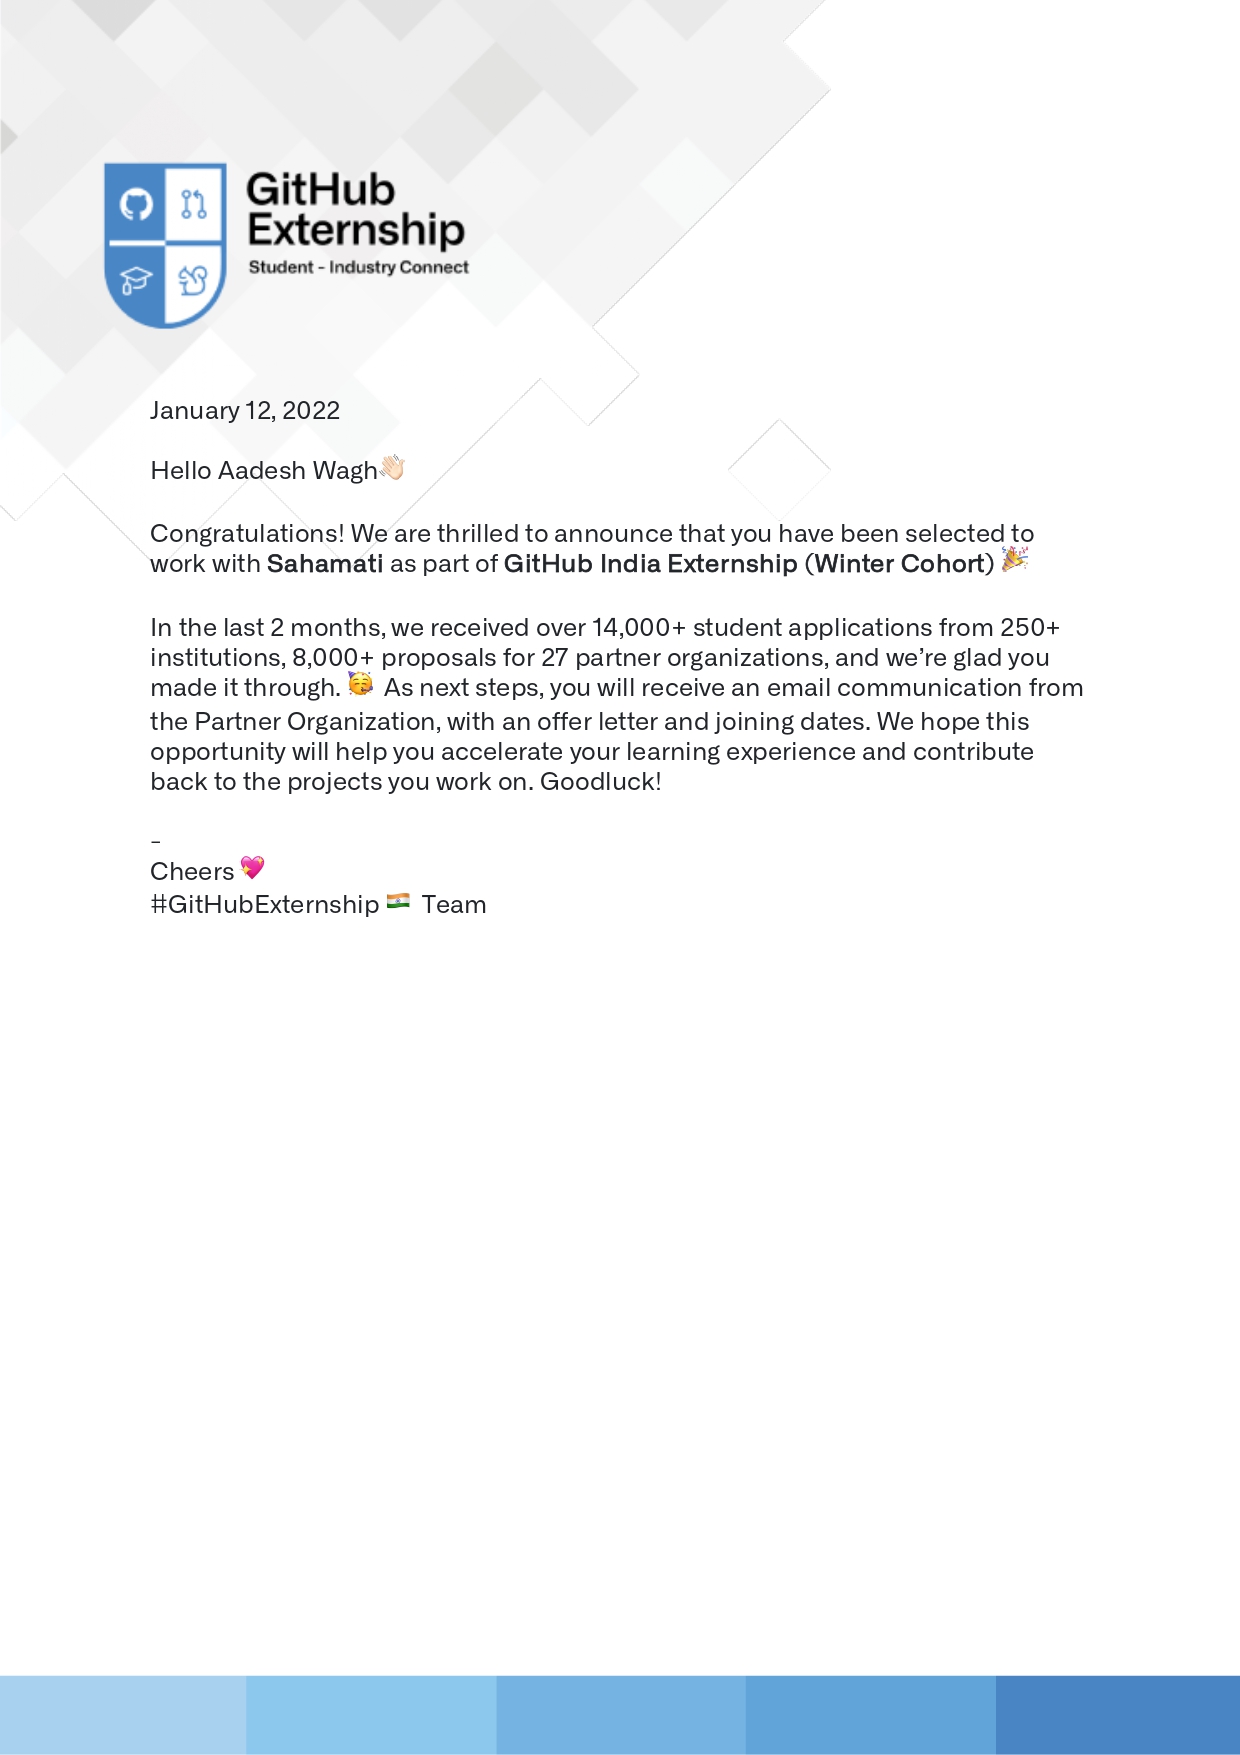 GitHub
Externship
Student - Industry Connect
January 12, 2022
Hello Aadesh Wagh👋🏻
Congratulations! We are thrilled to announce that you have been selected to
work with Sahamati as part of GitHub India Externship (Winter Cohort) 🎉
In the last 2 months, we received over 14,000+ student applications from 250+
institutions, 8,000+ proposals for 27 partner organizations, and we’re glad you
made it through. 🥳 As next steps, you will receive an email communication from
the Partner Organization, with an offer letter and joining dates. We hope this
opportunity will help you accelerate your learning experience and contribute
back to the projects you work on. Goodluck!
-
Cheers 💖
#GitHubExternship 🇮🇳 Team